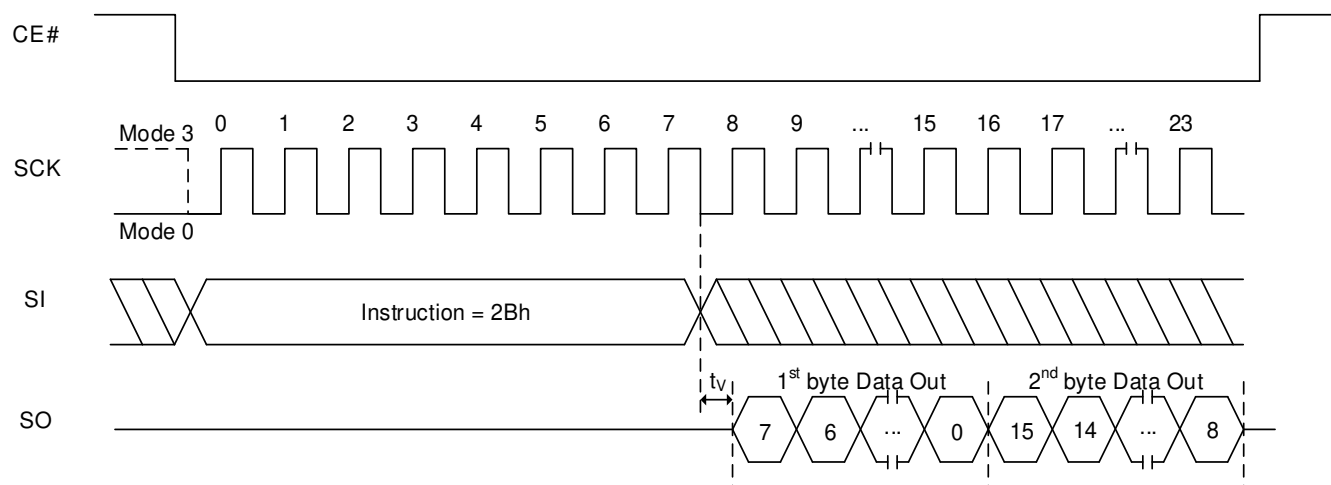 CE#
Mode 3
0 1 2 3 4 5 6 7 8 9 ... 15 16 17 ... 23
SCK
Mode 0
SI
Instruction = 2Bh
tV
1st byte Data Out
2nd byte Data Out
SO
7 6 ... 0 15 14 ... 8